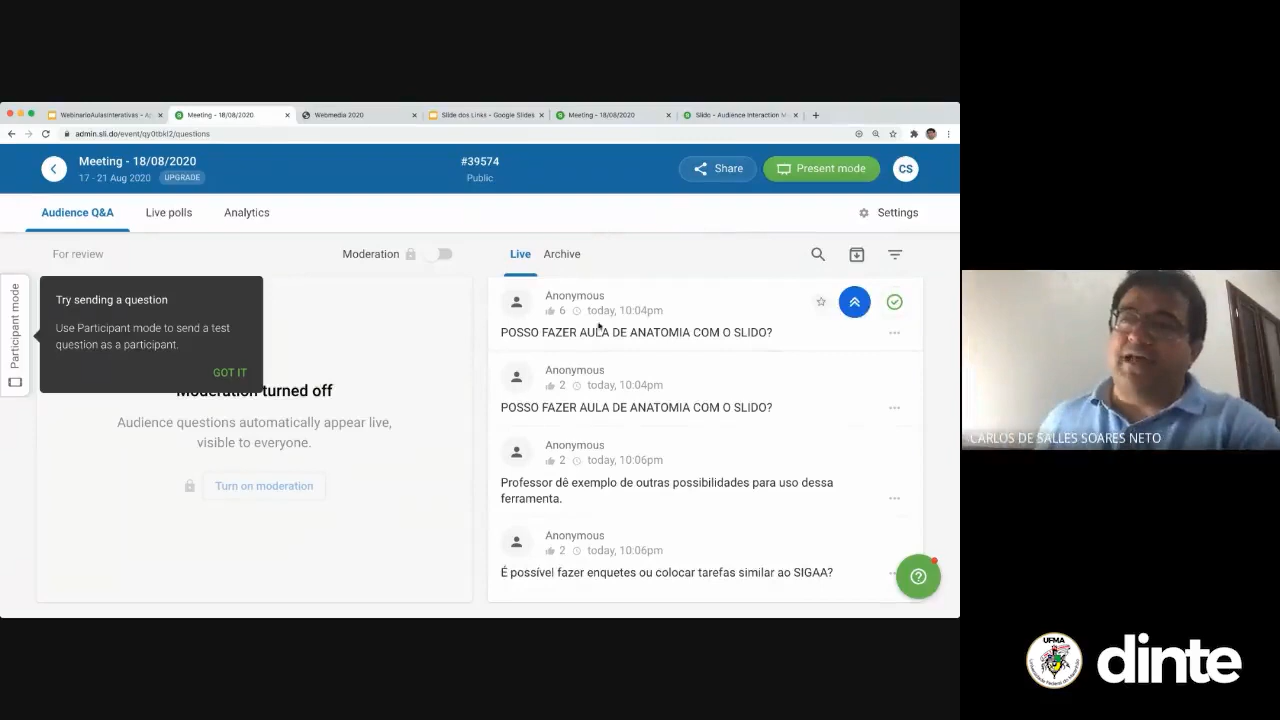 WebinarioAulasInterativas - Ap
Meeting - 18/08/2020
Webmedia 2020
Slide dos Links - Google Slides
Meeting - 18/08/2020
Slido - Audience Interaction M
admin.sli.do/event/qy0tbkl2/questions
Meeting - 18/08/2020
17 - 21 Aug 2020 UPGRADE
#39574
Public
Share
Present mode
CS
Audience Q&A
Live polls
Analytics
Settings
For review
Moderation
Live
Archive
Participant mode
Try sending a question
Use Participant mode to send a test
question as a participant.
GOT IT
Moderation turned off
Audience questions automatically appear live,
visible to everyone.
Turn on moderation
Anonymous
6 today, 10:04pm
POSSO FAZER AULA DE ANATOMIA COM O SLIDO?
Anonymous
2 today, 10:04pm
POSSO FAZER AULA DE ANATOMIA COM O SLIDO?
Anonymous
2 today, 10:06pm
Professor dê exemplo de outras possibilidades para uso dessa
ferramenta.
Anonymous
2 today, 10:06pm
É possível fazer enquetes ou colocar tarefas similar ao SIGAA?
CARLOS DE SALLES SOARES NETO
UFMA
dinte